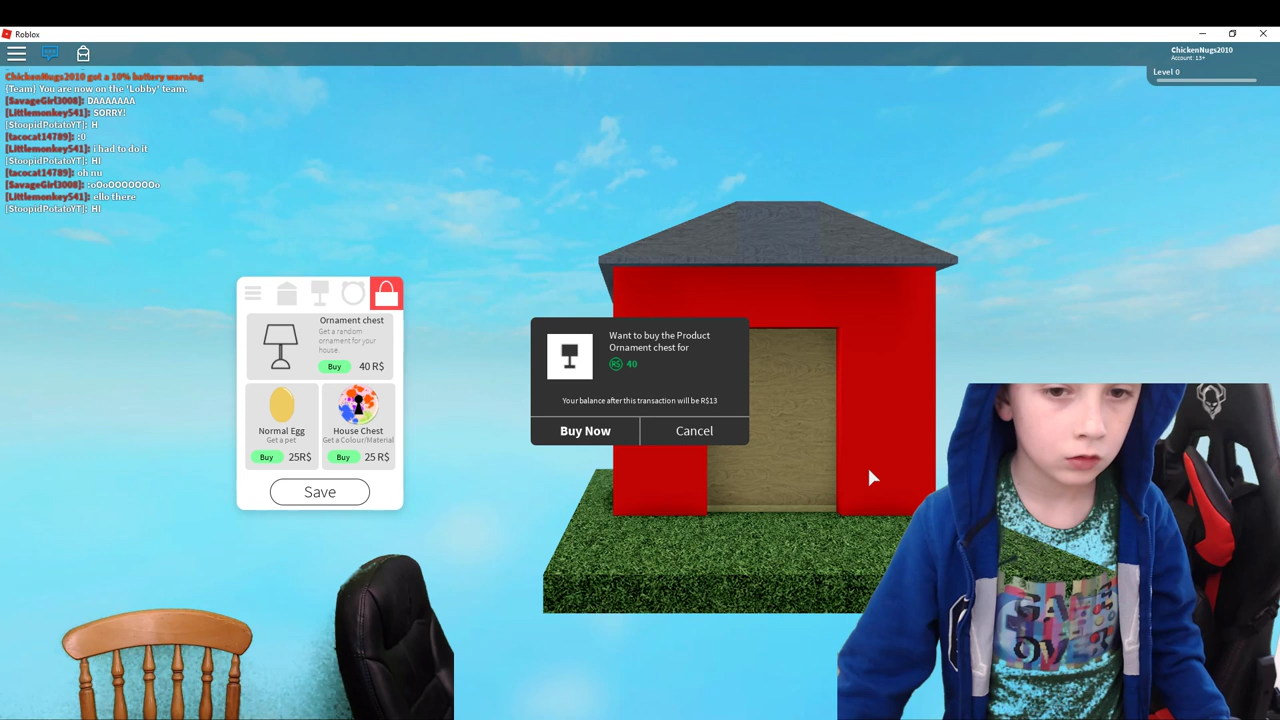 Roblox
ChickenNugs2010
Account: 13+
Level 0
ChickenNugs2010 got a 10% battery warning
{Team} You are now on the 'Lobby' team.
[SavageGirl3008]: DAAAAAAA
[Littlemonkey541]: SORRY!
[StoopidPotatoYT]: H
[tacocat14789]: :0
[Littlemonkey541]: i had to do it
[StoopidPotatoYT]: HI
[tacocat14789]: oh nu
[SavageGirl3008]: :oOoOOOOOOOo
[Littlemonkey541]: ello there
[StoopidPotatoYT]: HI
Ornament chest
Get a random
ornament for your
house.
Buy 40 R$
Normal Egg
Get a pet
Buy 25R$
House Chest
Get a Colour/Material
Buy 25 R$
Save
Want to buy the Product
Ornament chest for
R$ 40
Your balance after this transaction will be R$13
Buy Now
Cancel
GAME
OVER